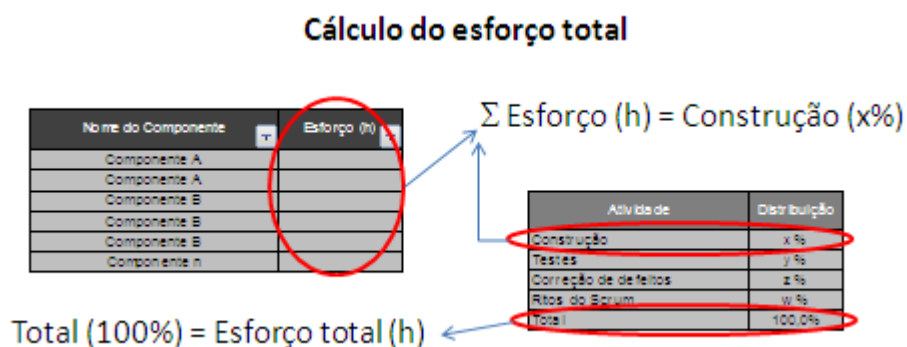 Cálculo do esforço total
Nome do Componente Esforço (h)
Componente A
Componente A
Componente B
Componente B
Componente B
Componente n
Σ Esforço (h) = Construção (x%)
Atividade Distribuição
Construção x %
Testes y %
Correção de defeitos z %
Ritos do Scrum w %
Total 100,0%
Total (100%) = Esforço total (h)